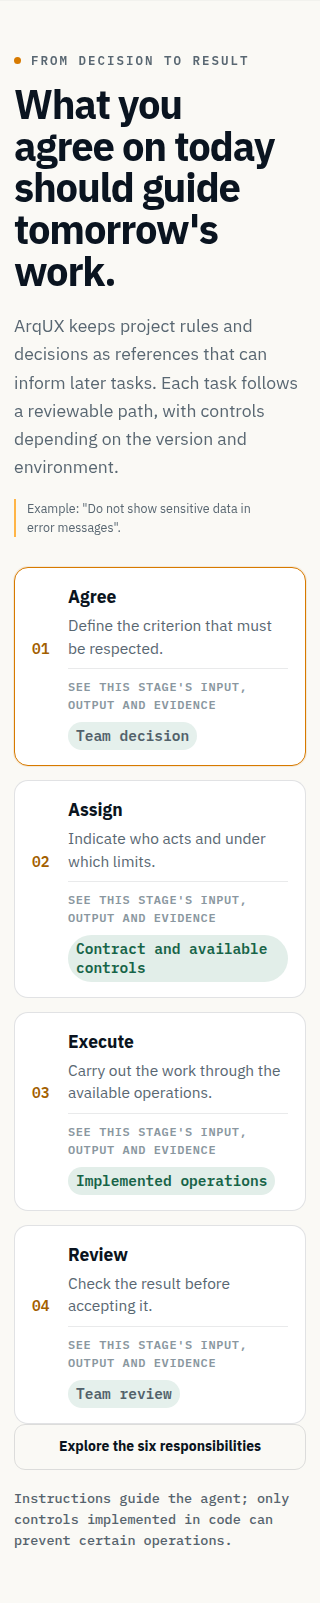 FROM DECISION TO RESULT
What you
agree on today
should guide
tomorrow's
work.
ArqUX keeps project rules and
decisions as references that can
inform later tasks. Each task follows
a reviewable path, with controls
depending on the version and
environment.
Example: "Do not show sensitive data in
error messages".
Agree
Define the criterion that must
be respected.
01
SEE THIS STAGE'S INPUT,
OUTPUT AND EVIDENCE
Team decision
Assign
Indicate who acts and under
which limits.
02
SEE THIS STAGE'S INPUT,
OUTPUT AND EVIDENCE
Contract and available
controls
Execute
Carry out the work through the
available operations.
03
SEE THIS STAGE'S INPUT,
OUTPUT AND EVIDENCE
Implemented operations
Review
Check the result before
accepting it.
04
SEE THIS STAGE'S INPUT,
OUTPUT AND EVIDENCE
Team review
Explore the six responsibilities
Instructions guide the agent; only
controls implemented in code can
prevent certain operations.